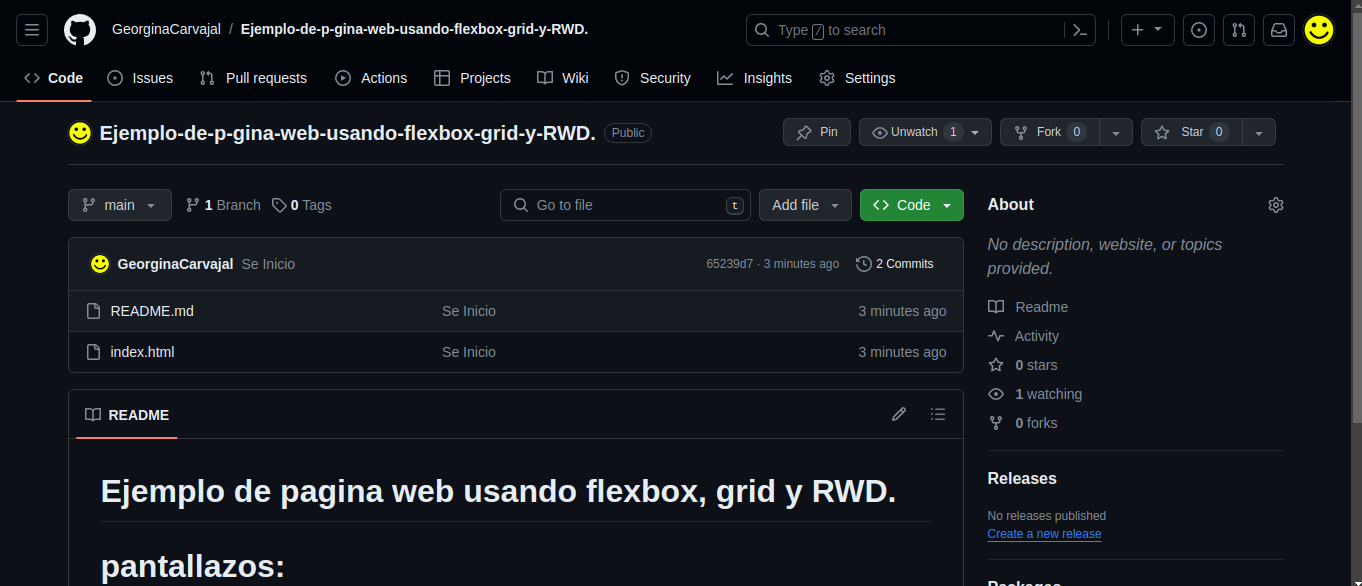 GeorginaCarvajal / Ejemplo-de-p-gina-web-usando-flexbox-grid-y-RWD.
Type / to search
Code Issues Pull requests Actions Projects Wiki Security Insights Settings
Ejemplo-de-p-gina-web-usando-flexbox-grid-y-RWD. Public
Pin Unwatch 1 Fork 0 Star 0
main 1 Branch 0 Tags Go to file t Add file Code
GeorginaCarvajal Se Inicio 65239d7 · 3 minutes ago 2 Commits
README.md Se Inicio 3 minutes ago
index.html Se Inicio 3 minutes ago
README
Ejemplo de pagina web usando flexbox, grid y RWD.
pantallazos:
About
No description, website, or topics
provided.
Readme
Activity
0 stars
1 watching
0 forks
Releases
No releases published
Create a new release
Packages